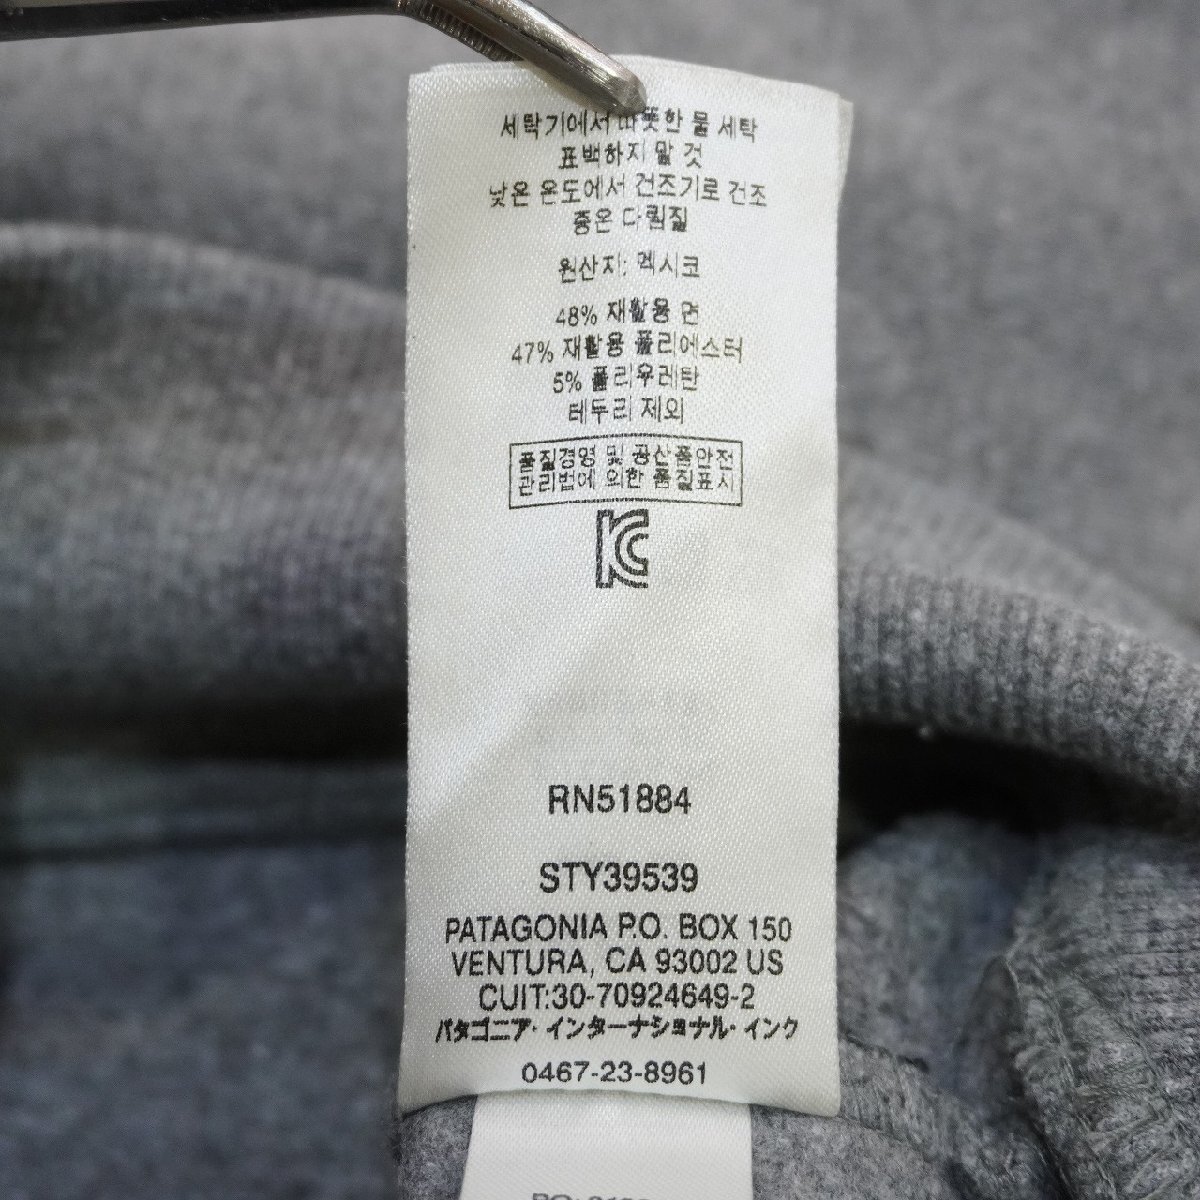 세탁기에서 따뜻한 물 세탁
표백하지 말 것
낮은 온도에서 건조기로 건조
중온 다림질
원산지: 멕시코
48% 재활용 면
47% 재활용 폴리에스터
5% 폴리우레탄
테두리 제외
품질경영 및 공산품안전
관리법에 의한 품질표시
KC
RN51884
STY39539
PATAGONIA P.O. BOX 150
VENTURA, CA 93002 US
CUIT:30-70924649-2
パタゴニア･インターナショナル･インク
0467-23-8961